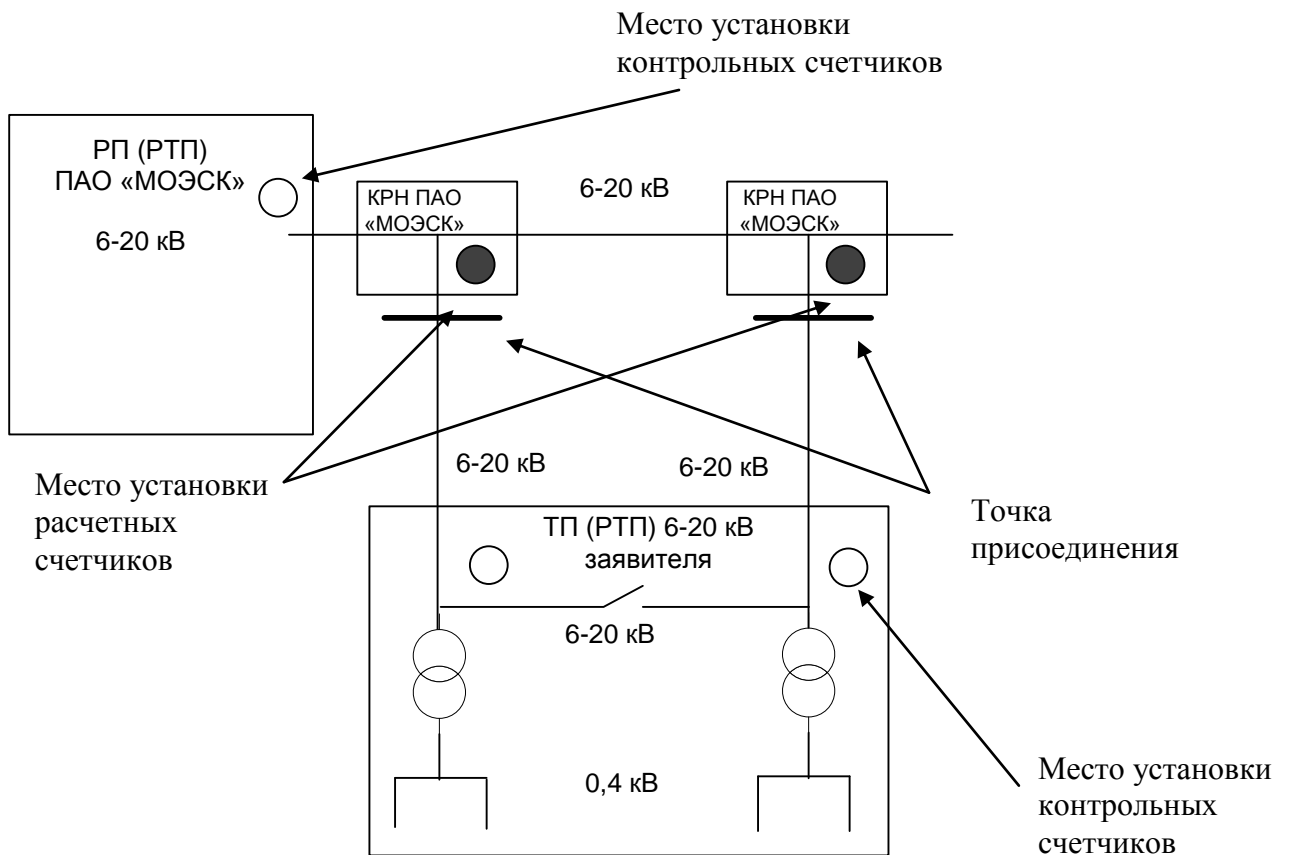 Место установки
контрольных счетчиков
РП (РТП)
ПАО «МОЭСК»
6-20 кВ
КРН ПАО
«МОЭСК»
6-20 кВ
КРН ПАО
«МОЭСК»
6-20 кВ
6-20 кВ
Место установки
расчетных
счетчиков
Точка
присоединения
ТП (РТП) 6-20 кВ
заявителя
6-20 кВ
0,4 кВ
Место установки
контрольных
счетчиков